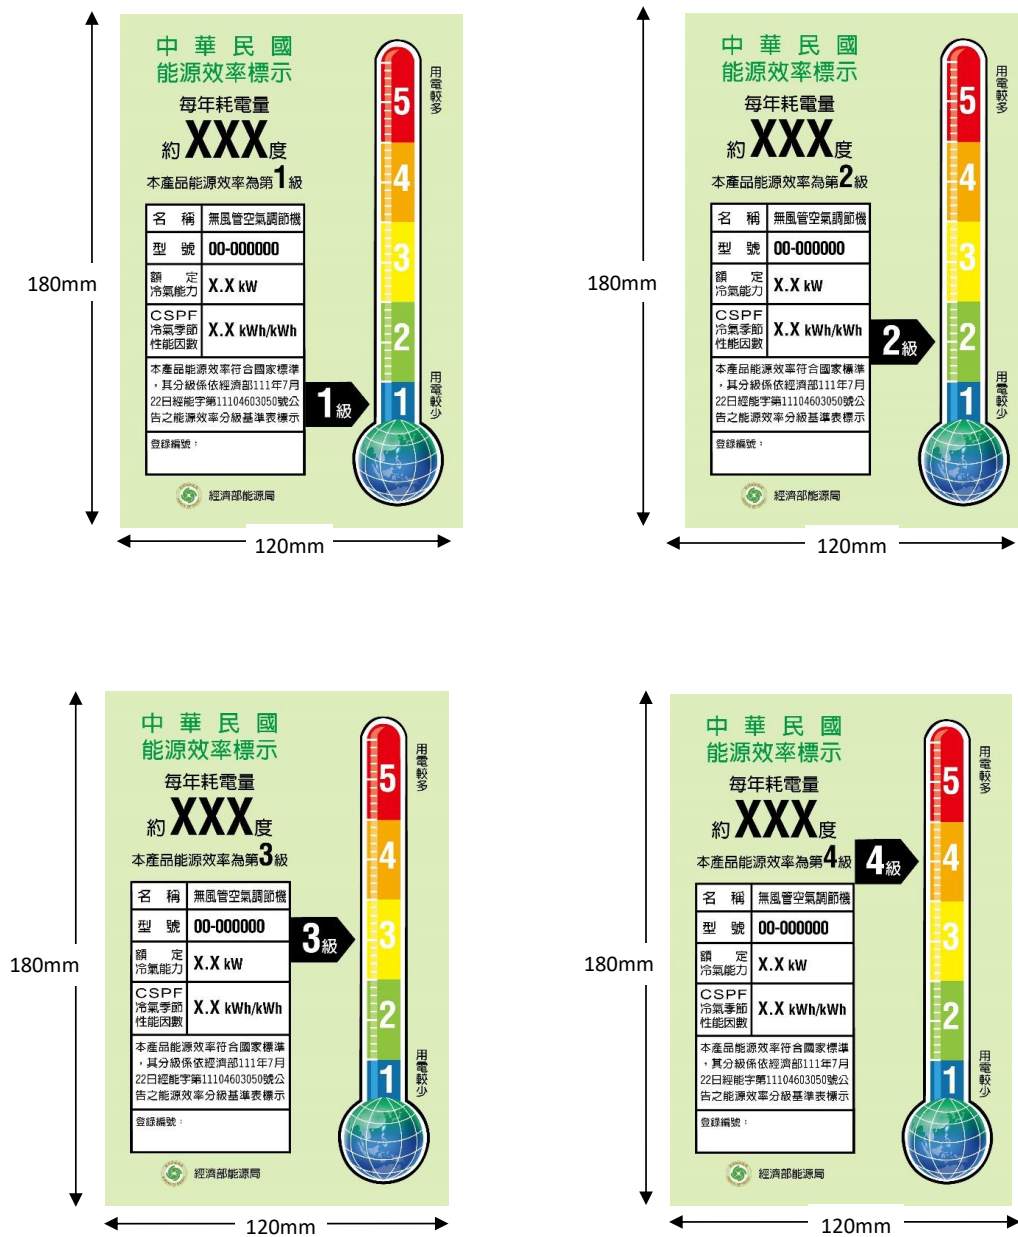 中華民國
能源效率標示
每年耗電量
約XXX度
本產品能源效率為第1級
名稱 無風管空氣調節機
型號 00-000000
額定冷氣能力 X.X kW
CSPF
冷氣季節
性能因數 X.X kWh/kWh
本產品能源效率符合國家標準
，其分級係依經濟部111年7月
22日經能字第11104603050號公
告之能源效率分級基準表標示
登錄編號：
經濟部能源局
1級
用電較多
5
4
3
2
1
用電較少
180mm
120mm
中華民國
能源效率標示
每年耗電量
約XXX度
本產品能源效率為第2級
名稱 無風管空氣調節機
型號 00-000000
額定冷氣能力 X.X kW
CSPF
冷氣季節
性能因數 X.X kWh/kWh
本產品能源效率符合國家標準
，其分級係依經濟部111年7月
22日經能字第11104603050號公
告之能源效率分級基準表標示
登錄編號：
經濟部能源局
2級
用電較多
5
4
3
2
1
用電較少
180mm
120mm
中華民國
能源效率標示
每年耗電量
約XXX度
本產品能源效率為第3級
名稱 無風管空氣調節機
型號 00-000000
額定冷氣能力 X.X kW
CSPF
冷氣季節
性能因數 X.X kWh/kWh
本產品能源效率符合國家標準
，其分級係依經濟部111年7月
22日經能字第11104603050號公
告之能源效率分級基準表標示
登錄編號：
經濟部能源局
3級
用電較多
5
4
3
2
1
用電較少
180mm
120mm
中華民國
能源效率標示
每年耗電量
約XXX度
本產品能源效率為第4級
名稱 無風管空氣調節機
型號 00-000000
額定冷氣能力 X.X kW
CSPF
冷氣季節
性能因數 X.X kWh/kWh
本產品能源效率符合國家標準
，其分級係依經濟部111年7月
22日經能字第11104603050號公
告之能源效率分級基準表標示
登錄編號：
經濟部能源局
4級
用電較多
5
4
3
2
1
用電較少
180mm
120mm